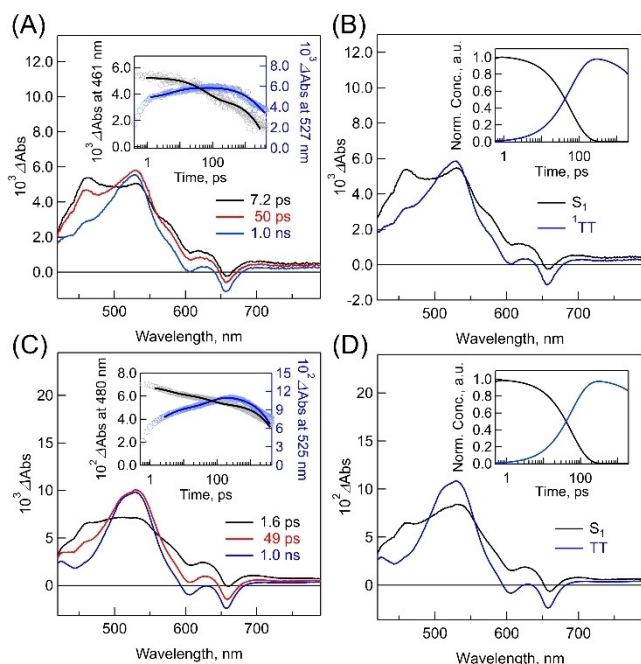 (A)
10³ ΔAbs
12.0
10.0
8.0
6.0
4.0
2.0
0.0
500 600 700
Wavelength, nm
7.2 ps
50 ps
1.0 ns
10³ ΔAbs at 461 nm
6.0
4.0
2.0
0.0
10³ ΔAbs at 527 nm
8.0
6.0
4.0
2.0
0
1 100
Time, ps
(B)
10³ ΔAbs
12.0
10.0
8.0
6.0
4.0
2.0
0.0
-2.0
500 600 700
Wavelength, nm
S₁
¹TT
Norm. Conc., a.u.
1.0
0.8
0.6
0.4
0.2
0.0
1 10 100 1000
Time, ps
(C)
10³ ΔAbs
20
15
10
5
0
500 600 700
Wavelength, nm
1.6 ps
49 ps
1.0 ns
10² ΔAbs at 480 nm
8.0
6.0
4.0
2.0
0.0
10² ΔAbs at 525 nm
15
12
9
6
3
0
1 100
Time, ps
(D)
10² ΔAbs
20
15
10
5
0
500 600 700
Wavelength, nm
S₁
TT
Norm. Conc., a.u.
1.0
0.8
0.6
0.4
0.2
0.0
1 10 100 1000
Time, ps